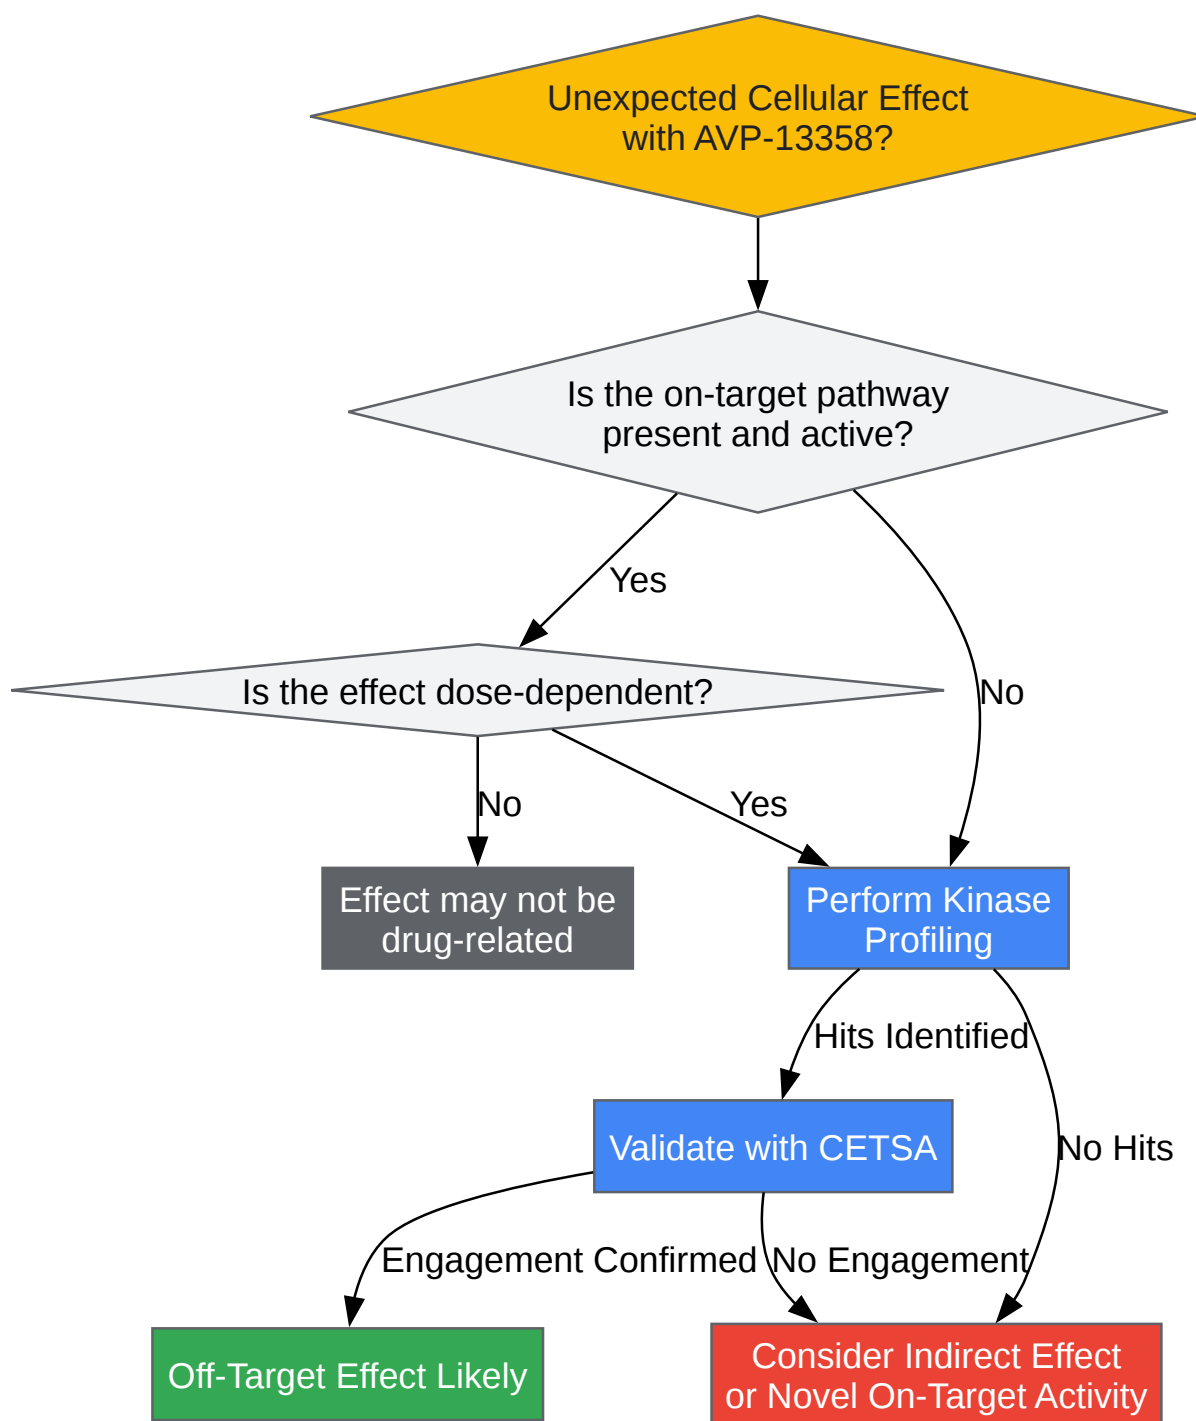 Unexpected Cellular Effect
with AVP-13358?
Is the on-target pathway
present and active?
Yes
No
Is the effect dose-dependent?
No
Yes
Effect may not be
drug-related
Perform Kinase
Profiling
Hits Identified
No Hits
Validate with CETSA
Engagement Confirmed
No Engagement
Off-Target Effect Likely
Consider Indirect Effect
or Novel On-Target Activity